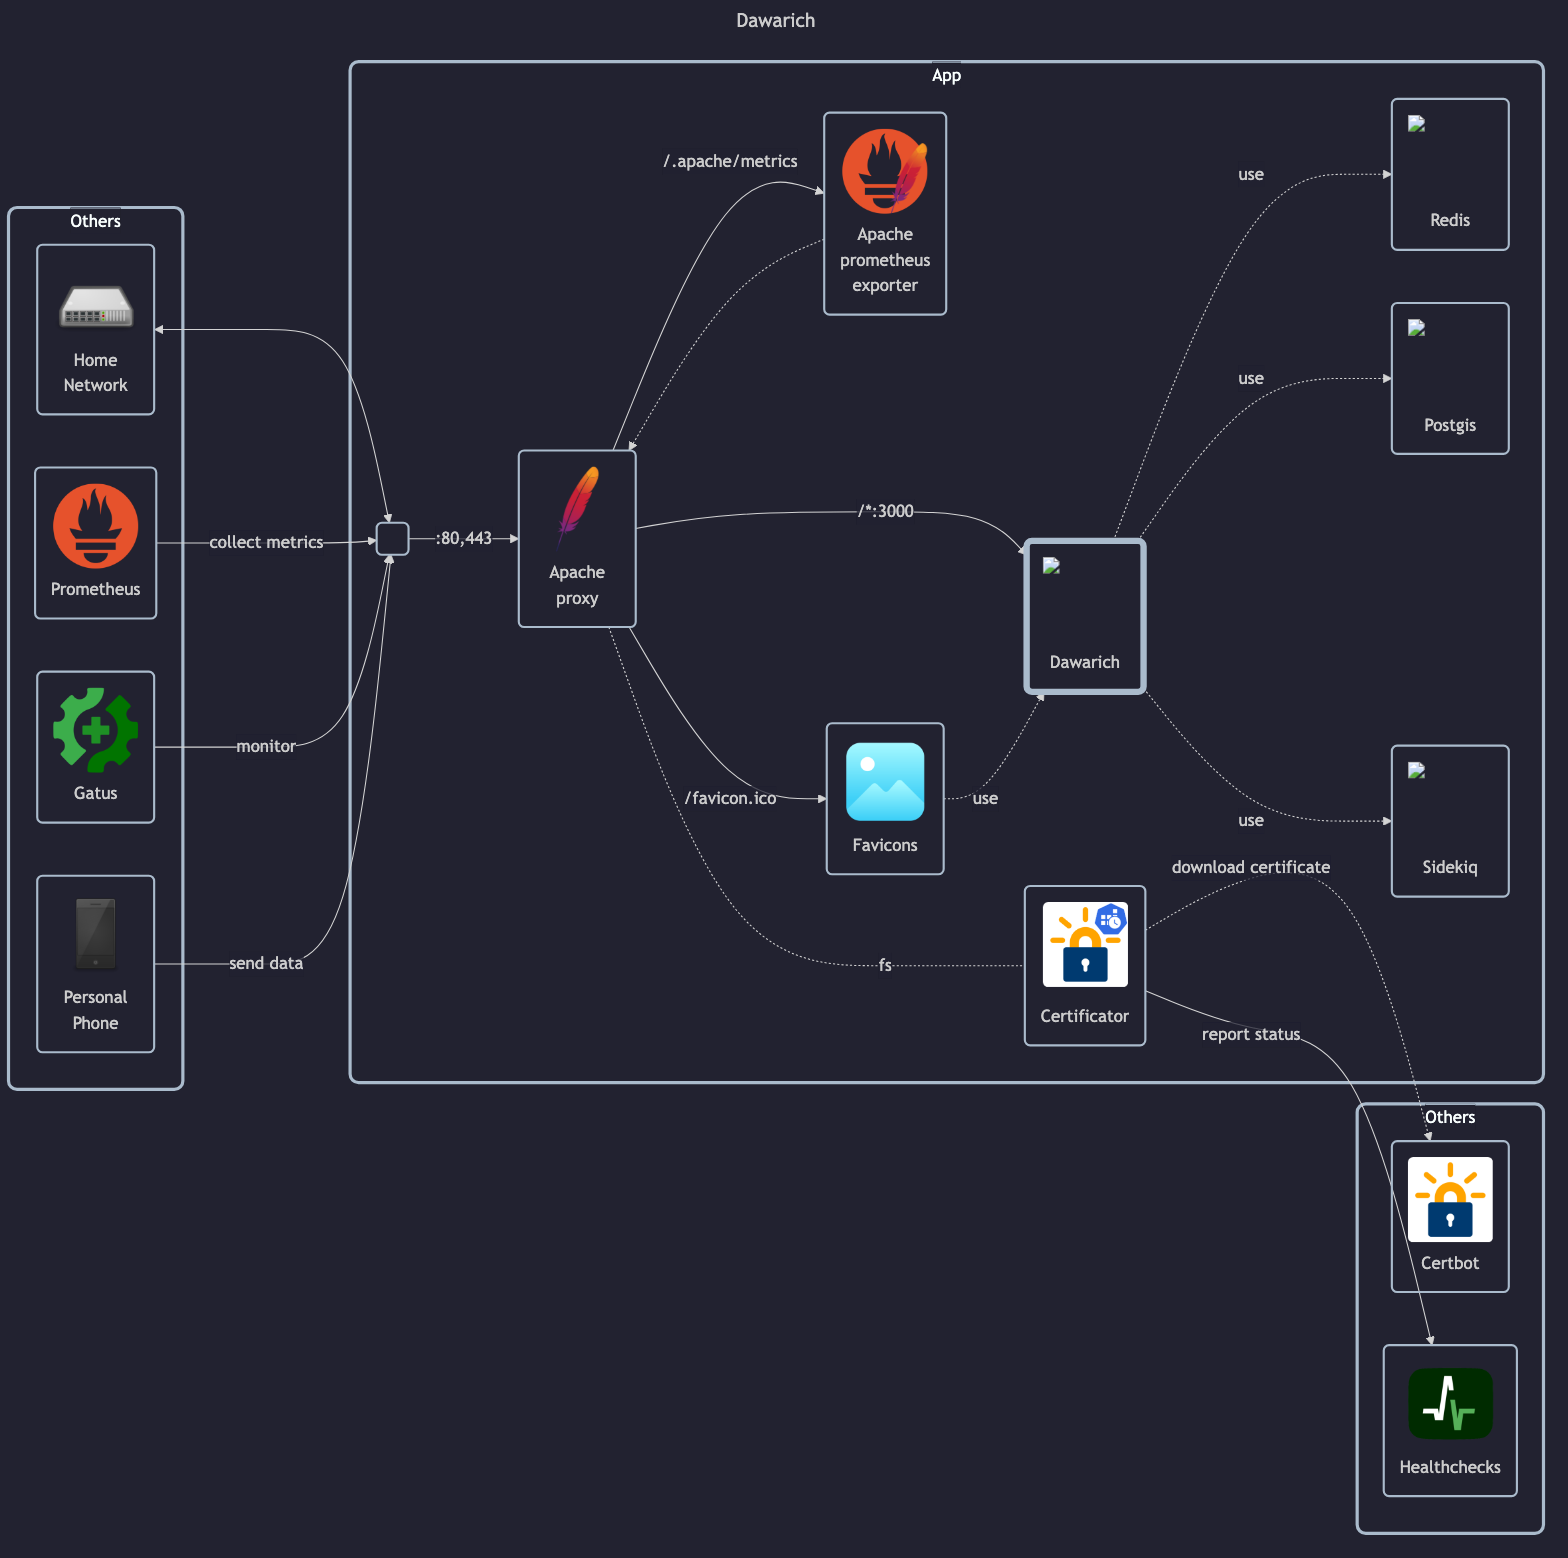 Dawarich
App
/.apache/metrics
Apache
prometheus
exporter
use
Redis
Others
Home
Network
use
Postgis
collect metrics
Prometheus
:80,443
Apache
proxy
/*:3000
Dawarich
monitor
Gatus
/favicon.ico
Favicons
use
use
Sidekiq
download certificate
send data
Personal
Phone
fs
Certificator
report status
Others
Certbot
Healthchecks